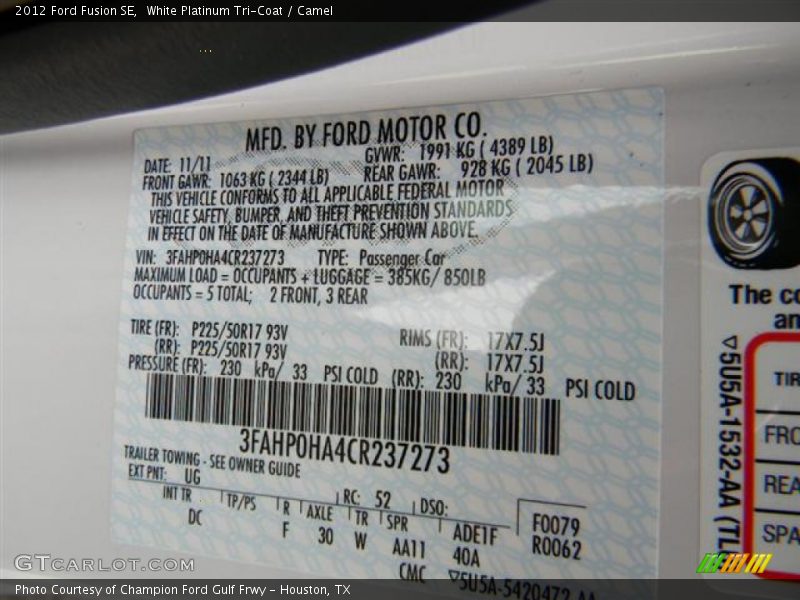 2012 Ford Fusion SE, White Platinum Tri-Coat / Camel
MFD. BY FORD MOTOR CO.
DATE: 11/11 GVWR: 1991 KG ( 4389 LB)
FRONT GAWR: 1063 KG ( 2344 LB) REAR GAWR: 928 KG ( 2045 LB)
THIS VEHICLE CONFORMS TO ALL APPLICABLE FEDERAL MOTOR
VEHICLE SAFETY, BUMPER, AND THEFT PREVENTION STANDARDS
IN EFFECT ON THE DATE OF MANUFACTURE SHOWN ABOVE.
VIN: 3FAHP0HA4CR237273 TYPE: Passenger Car
MAXIMUM LOAD = OCCUPANTS + LUGGAGE = 385KG/ 850LB
OCCUPANTS = 5 TOTAL; 2 FRONT, 3 REAR
TIRE (FR): P225/50R17 93V RIMS (FR): 17X7.5J
(RR): P225/50R17 93V (RR): 17X7.5J
PRESSURE (FR): 230 kPa/ 33 PSI COLD (RR): 230 kPa/ 33 PSI COLD
3FAHP0HA4CR237273
TRAILER TOWING - SEE OWNER GUIDE
EXT PNT: UG RC: 52 DSO:
INT TR TP/PS R AXLE TR SPR ADE1F F0079
DC F 30 W AA11 40A R0062
CMC ▽5U5A-5420472-AA
The co
an
▽5U5A-1532-AA (TL
TIR
FRO
REA
SPA
GTCarlot.com
Photo Courtesy of Champion Ford Gulf Frwy - Houston, TX